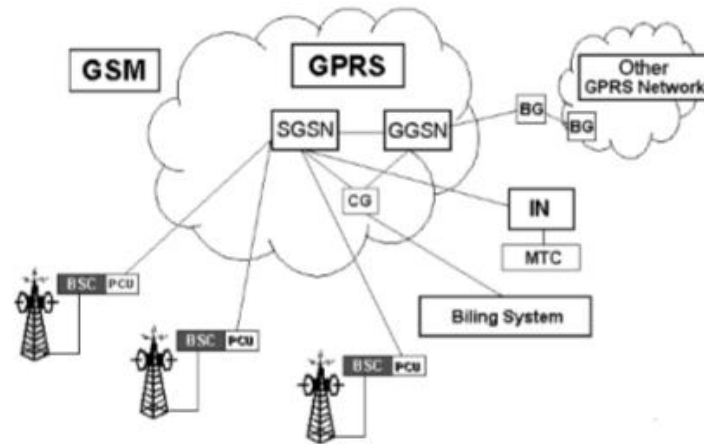 GSM
GPRS
Other
GPRS Network
SGSN
GGSN
BG
BG
CG
IN
MTC
Biling System
BSC PCU
BSC PCU
BSC PCU